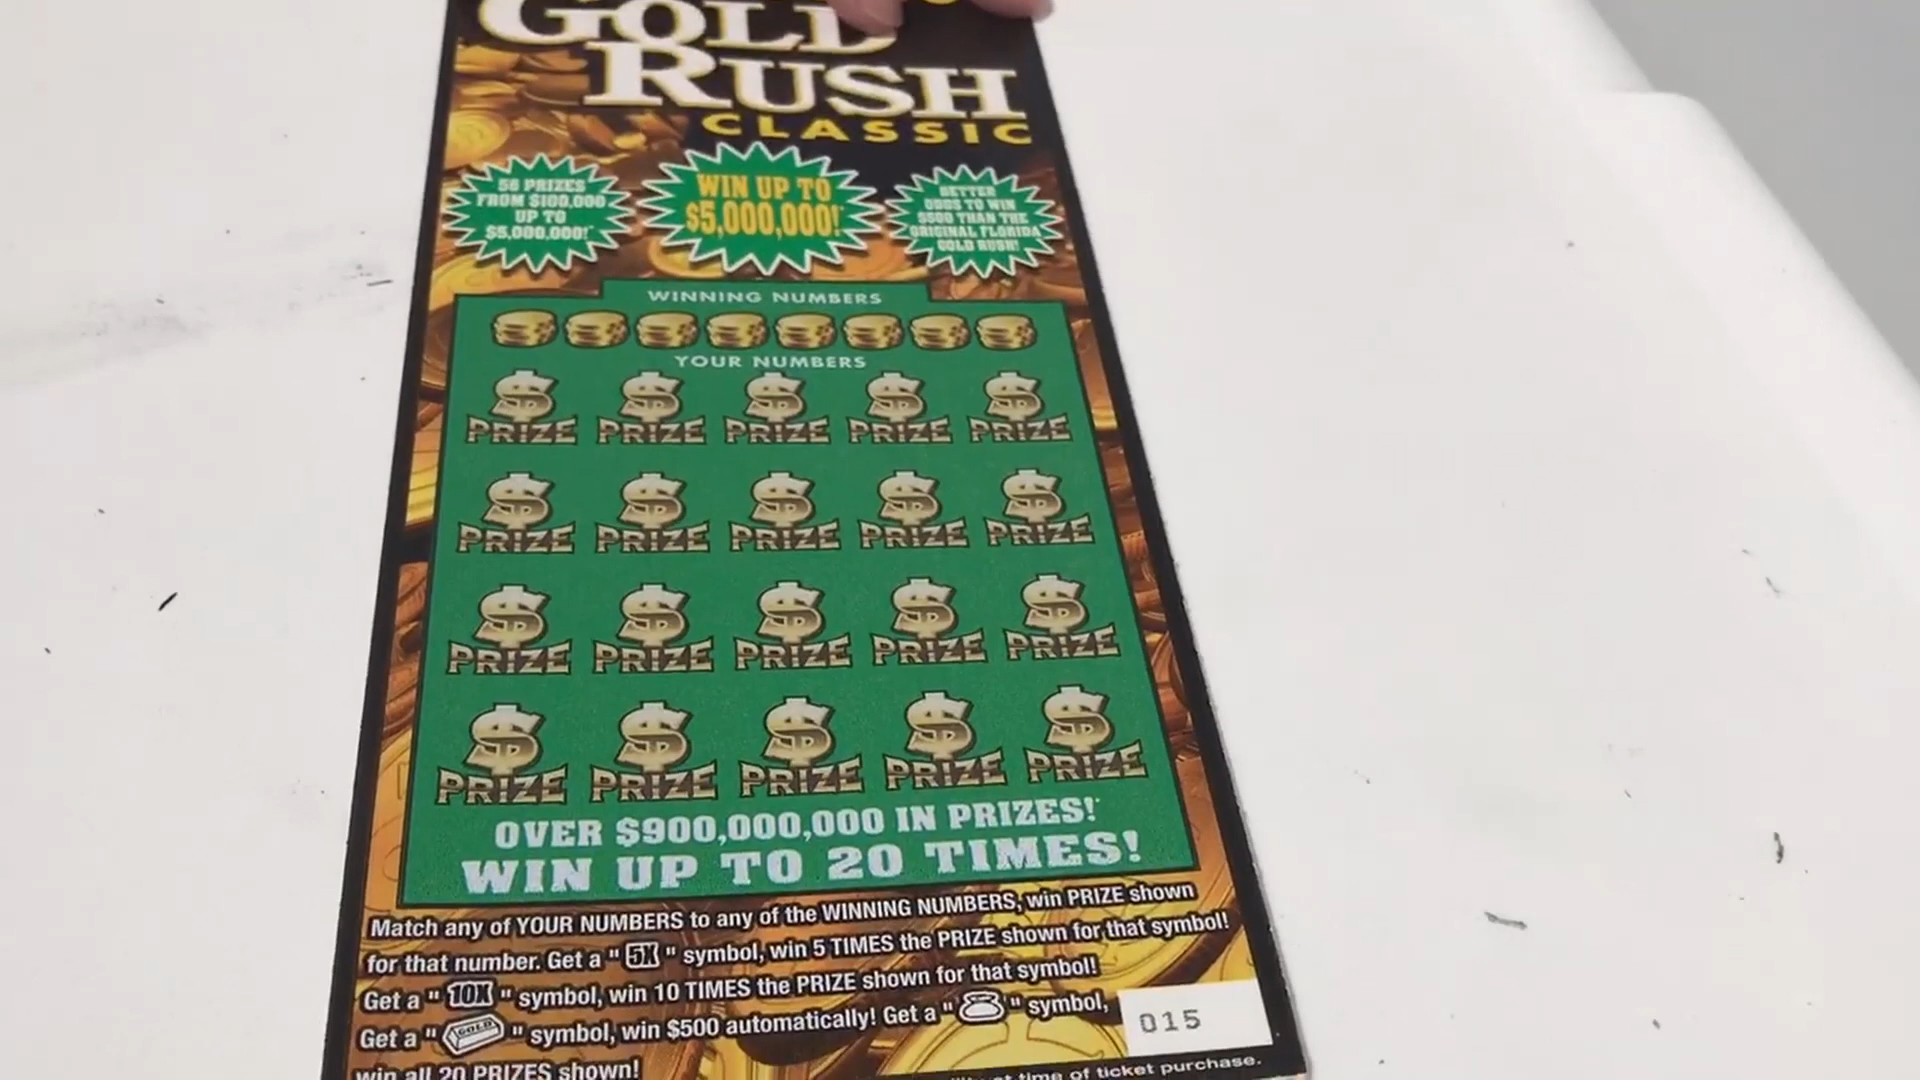 GOLD
RUSH
CLASSIC
56 PRIZES
FROM $100,000
UP TO
$5,000,000!*
WIN UP TO
$5,000,000!*
BETTER
ODDS TO WIN
$500 THAN THE
ORIGINAL FLORIDA
GOLD RUSH!
WINNING NUMBERS
YOUR NUMBERS
$ $ $ $ $
PRIZE PRIZE PRIZE PRIZE PRIZE
$ $ $ $ $
PRIZE PRIZE PRIZE PRIZE PRIZE
$ $ $ $ $
PRIZE PRIZE PRIZE PRIZE PRIZE
$ $ $ $ $
PRIZE PRIZE PRIZE PRIZE PRIZE
OVER $900,000,000 IN PRIZES!*
WIN UP TO 20 TIMES!
Match any of YOUR NUMBERS to any of the WINNING NUMBERS, win PRIZE shown
for that number. Get a "5X" symbol, win 5 TIMES the PRIZE shown for that symbol!
Get a "10X" symbol, win 10 TIMES the PRIZE shown for that symbol!
Get a "GOLD" symbol, win $500 automatically! Get a " " symbol,
win all 20 PRIZES shown!
015
at time of ticket purchase.